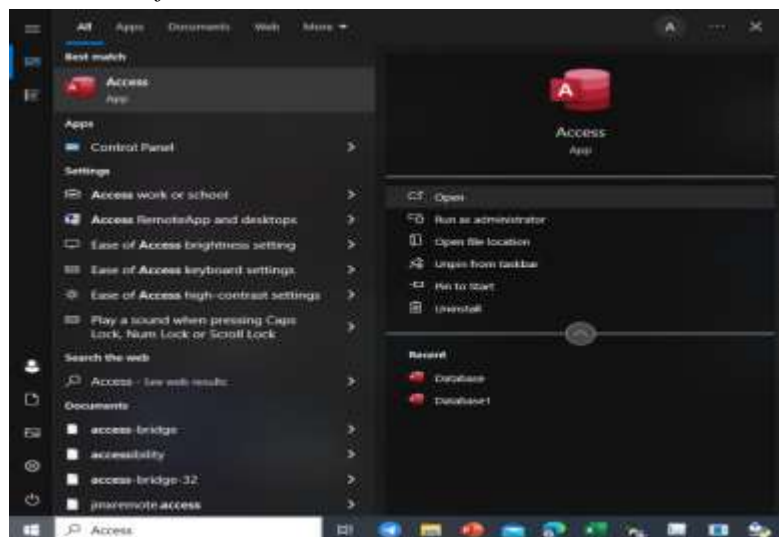 All Apps Documents Web More
A
Best match
Access
App
Apps
Control Panel
Settings
Access work or school
Access RemoteApp and desktops
Ease of Access brightness setting
Ease of Access keyboard settings
Ease of Access high-contrast settings
Play a sound when pressing Caps
Lock, Num Lock or Scroll Lock
Search the web
Access - See web results
Documents
access-bridge
accessibility
access-bridge-32
jmxremote.access
Access
A
Access
App
Open
Run as administrator
Open file location
Unpin from taskbar
Pin to Start
Uninstall
Recent
Database
Database1